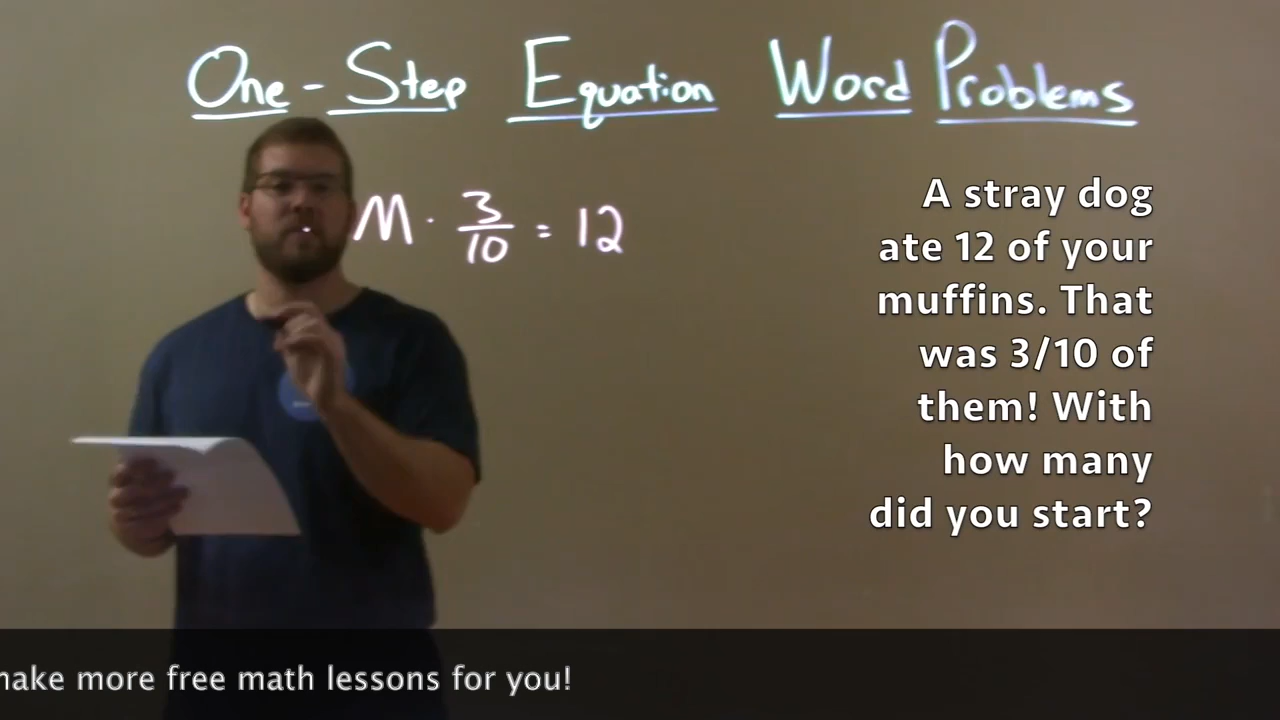 One-Step Equation Word Problems
M · 3/10 = 12
A stray dog
ate 12 of your
muffins. That
was 3/10 of
them! With
how many
did you start?
make more free math lessons for you!